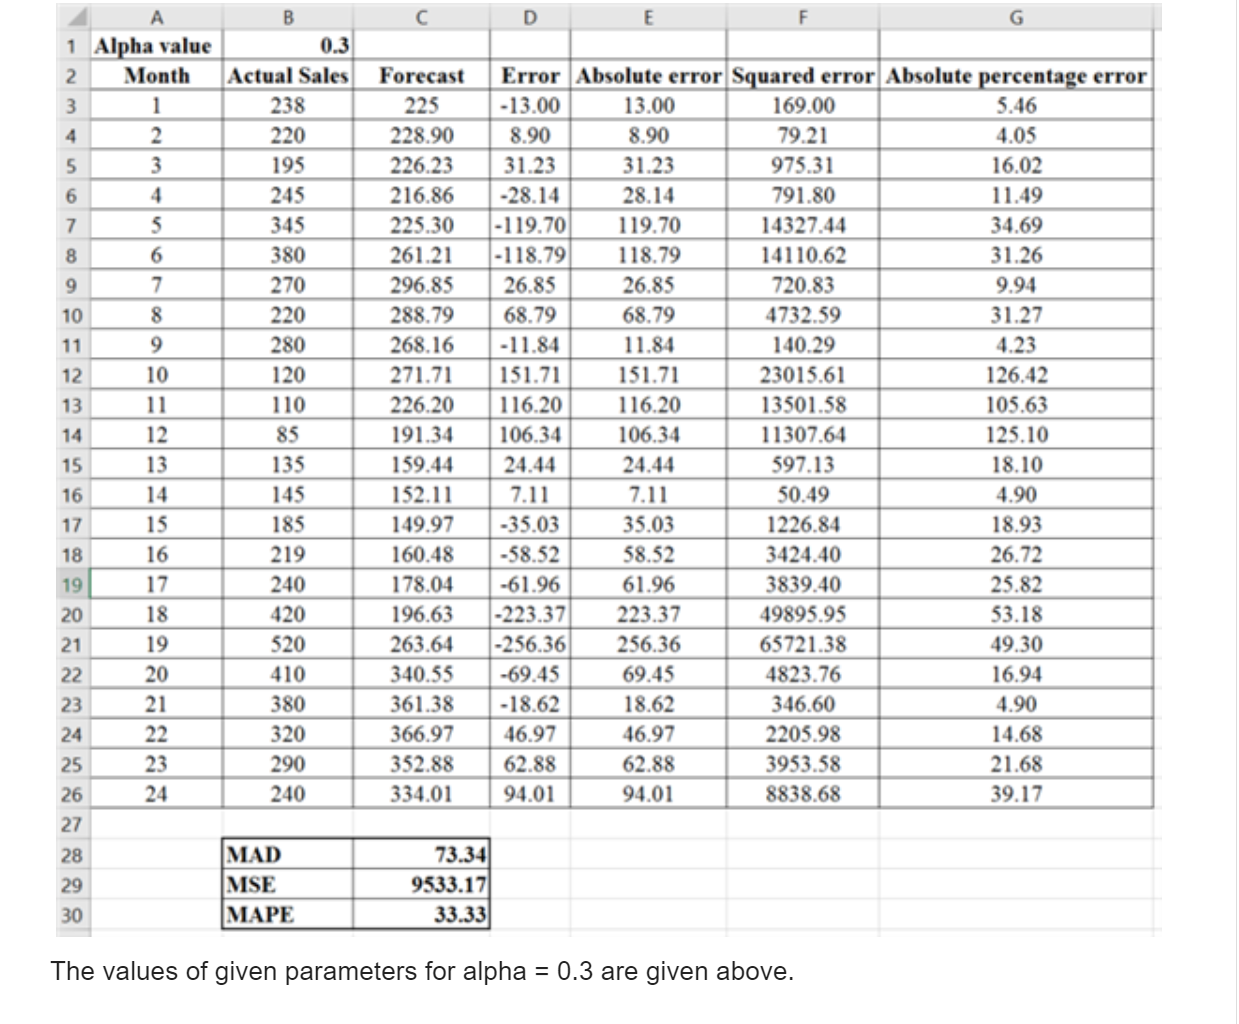 A B C D E F G
1 Alpha value 0.3
2 Month Actual Sales Forecast Error Absolute error Squared error Absolute percentage error
3 1 238 225 -13.00 13.00 169.00 5.46
4 2 220 228.90 8.90 8.90 79.21 4.05
5 3 195 226.23 31.23 31.23 975.31 16.02
6 4 245 216.86 -28.14 28.14 791.80 11.49
7 5 345 225.30 -119.70 119.70 14327.44 34.69
8 6 380 261.21 -118.79 118.79 14110.62 31.26
9 7 270 296.85 26.85 26.85 720.83 9.94
10 8 220 288.79 68.79 68.79 4732.59 31.27
11 9 280 268.16 -11.84 11.84 140.29 4.23
12 10 120 271.71 151.71 151.71 23015.61 126.42
13 11 110 226.20 116.20 116.20 13501.58 105.63
14 12 85 191.34 106.34 106.34 11307.64 125.10
15 13 135 159.44 24.44 24.44 597.13 18.10
16 14 145 152.11 7.11 7.11 50.49 4.90
17 15 185 149.97 -35.03 35.03 1226.84 18.93
18 16 219 160.48 -58.52 58.52 3424.40 26.72
19 17 240 178.04 -61.96 61.96 3839.40 25.82
20 18 420 196.63 -223.37 223.37 49895.95 53.18
21 19 520 263.64 -256.36 256.36 65721.38 49.30
22 20 410 340.55 -69.45 69.45 4823.76 16.94
23 21 380 361.38 -18.62 18.62 346.60 4.90
24 22 320 366.97 46.97 46.97 2205.98 14.68
25 23 290 352.88 62.88 62.88 3953.58 21.68
26 24 240 334.01 94.01 94.01 8838.68 39.17
27
28 MAD 73.34
29 MSE 9533.17
30 MAPE 33.33
The values of given parameters for alpha = 0.3 are given above.